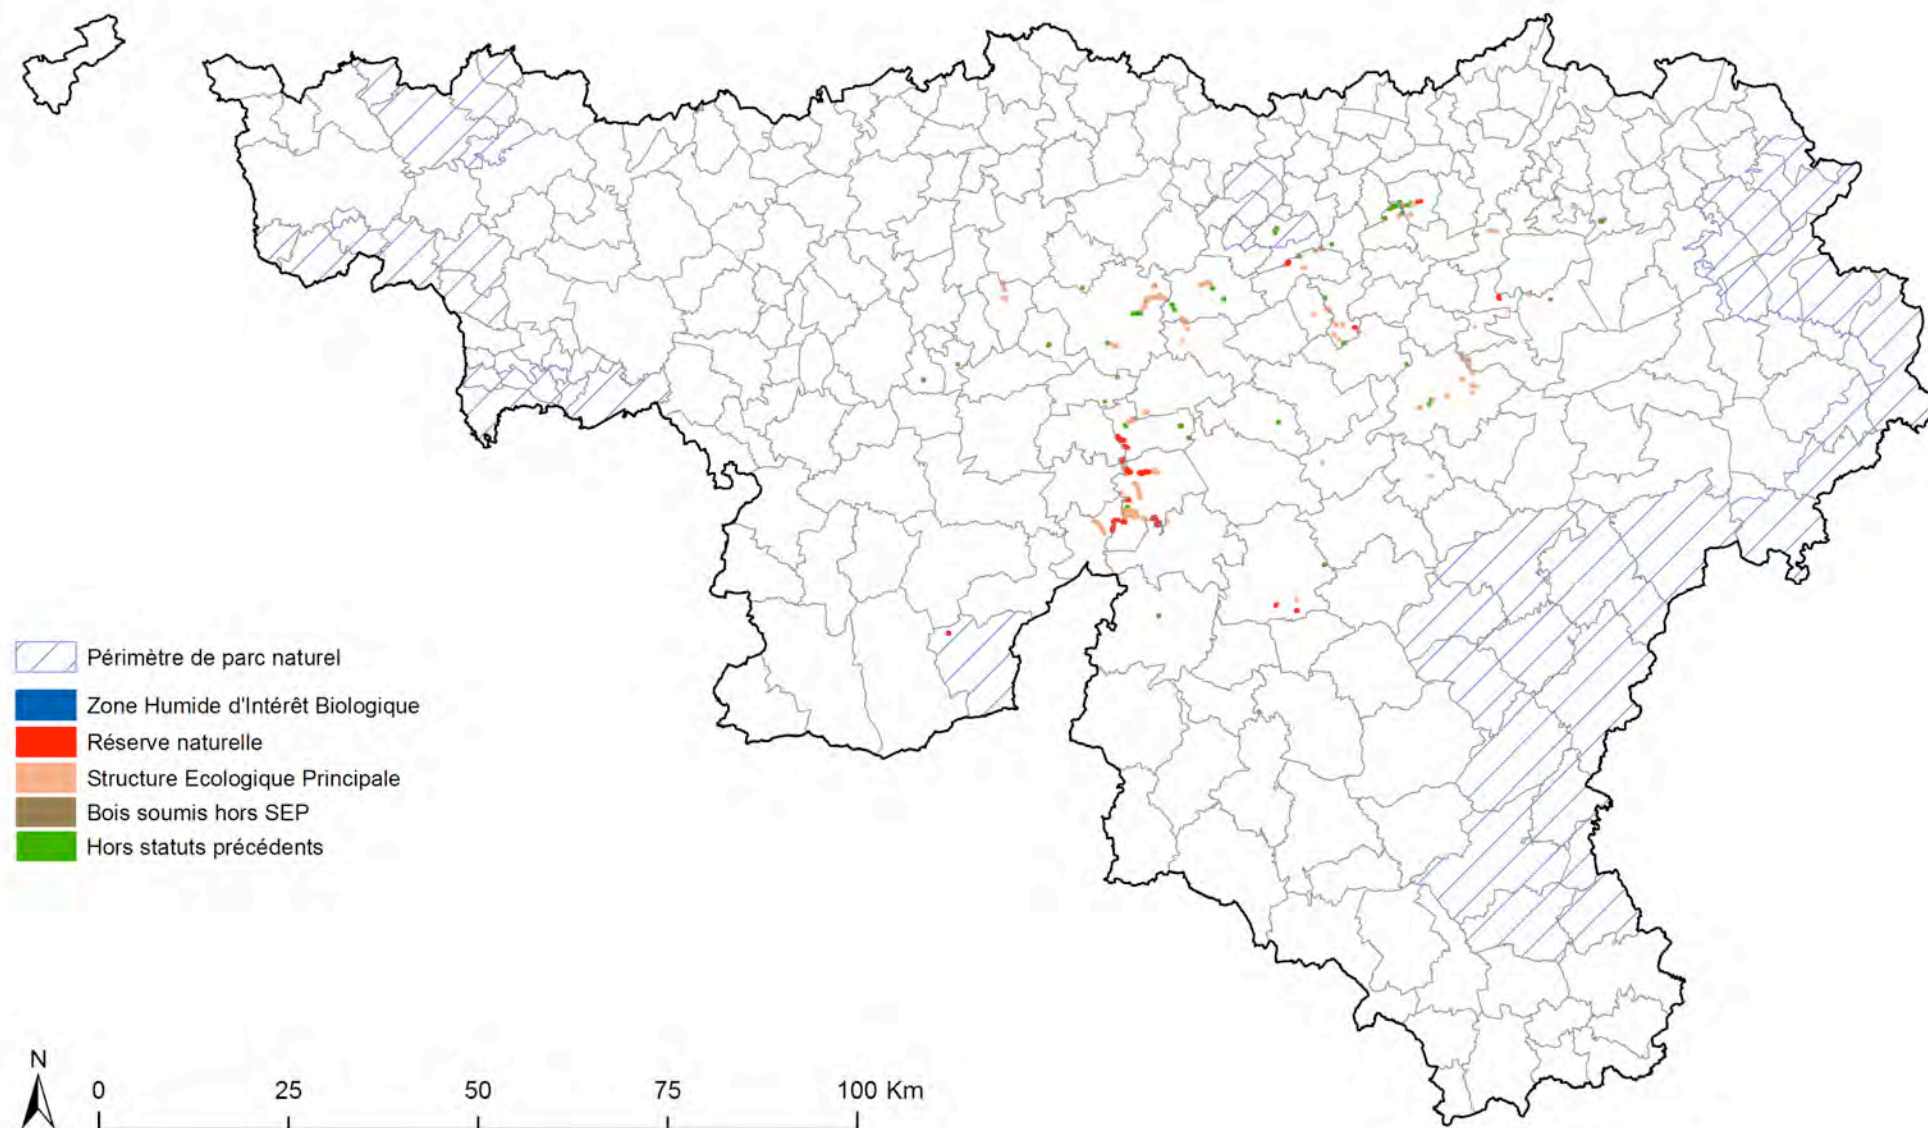 Périmètre de parc naturel
Zone Humide d'Intérêt Biologique
Réserve naturelle
Structure Ecologique Principale
Bois soumis hors SEP
Hors statuts précédents
N
0 25 50 75 100 Km